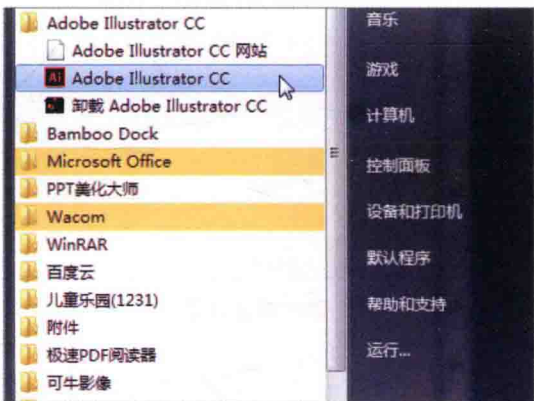 Adobe Illustrator CC
Adobe Illustrator CC 网站
Adobe Illustrator CC
卸载 Adobe Illustrator CC
Bamboo Dock
Microsoft Office
PPT美化大师
Wacom
WinRAR
百度云
儿童乐园(1231)
附件
极速PDF阅读器
可牛影像
音乐
游戏
计算机
控制面板
设备和打印机
默认程序
帮助和支持
运行...